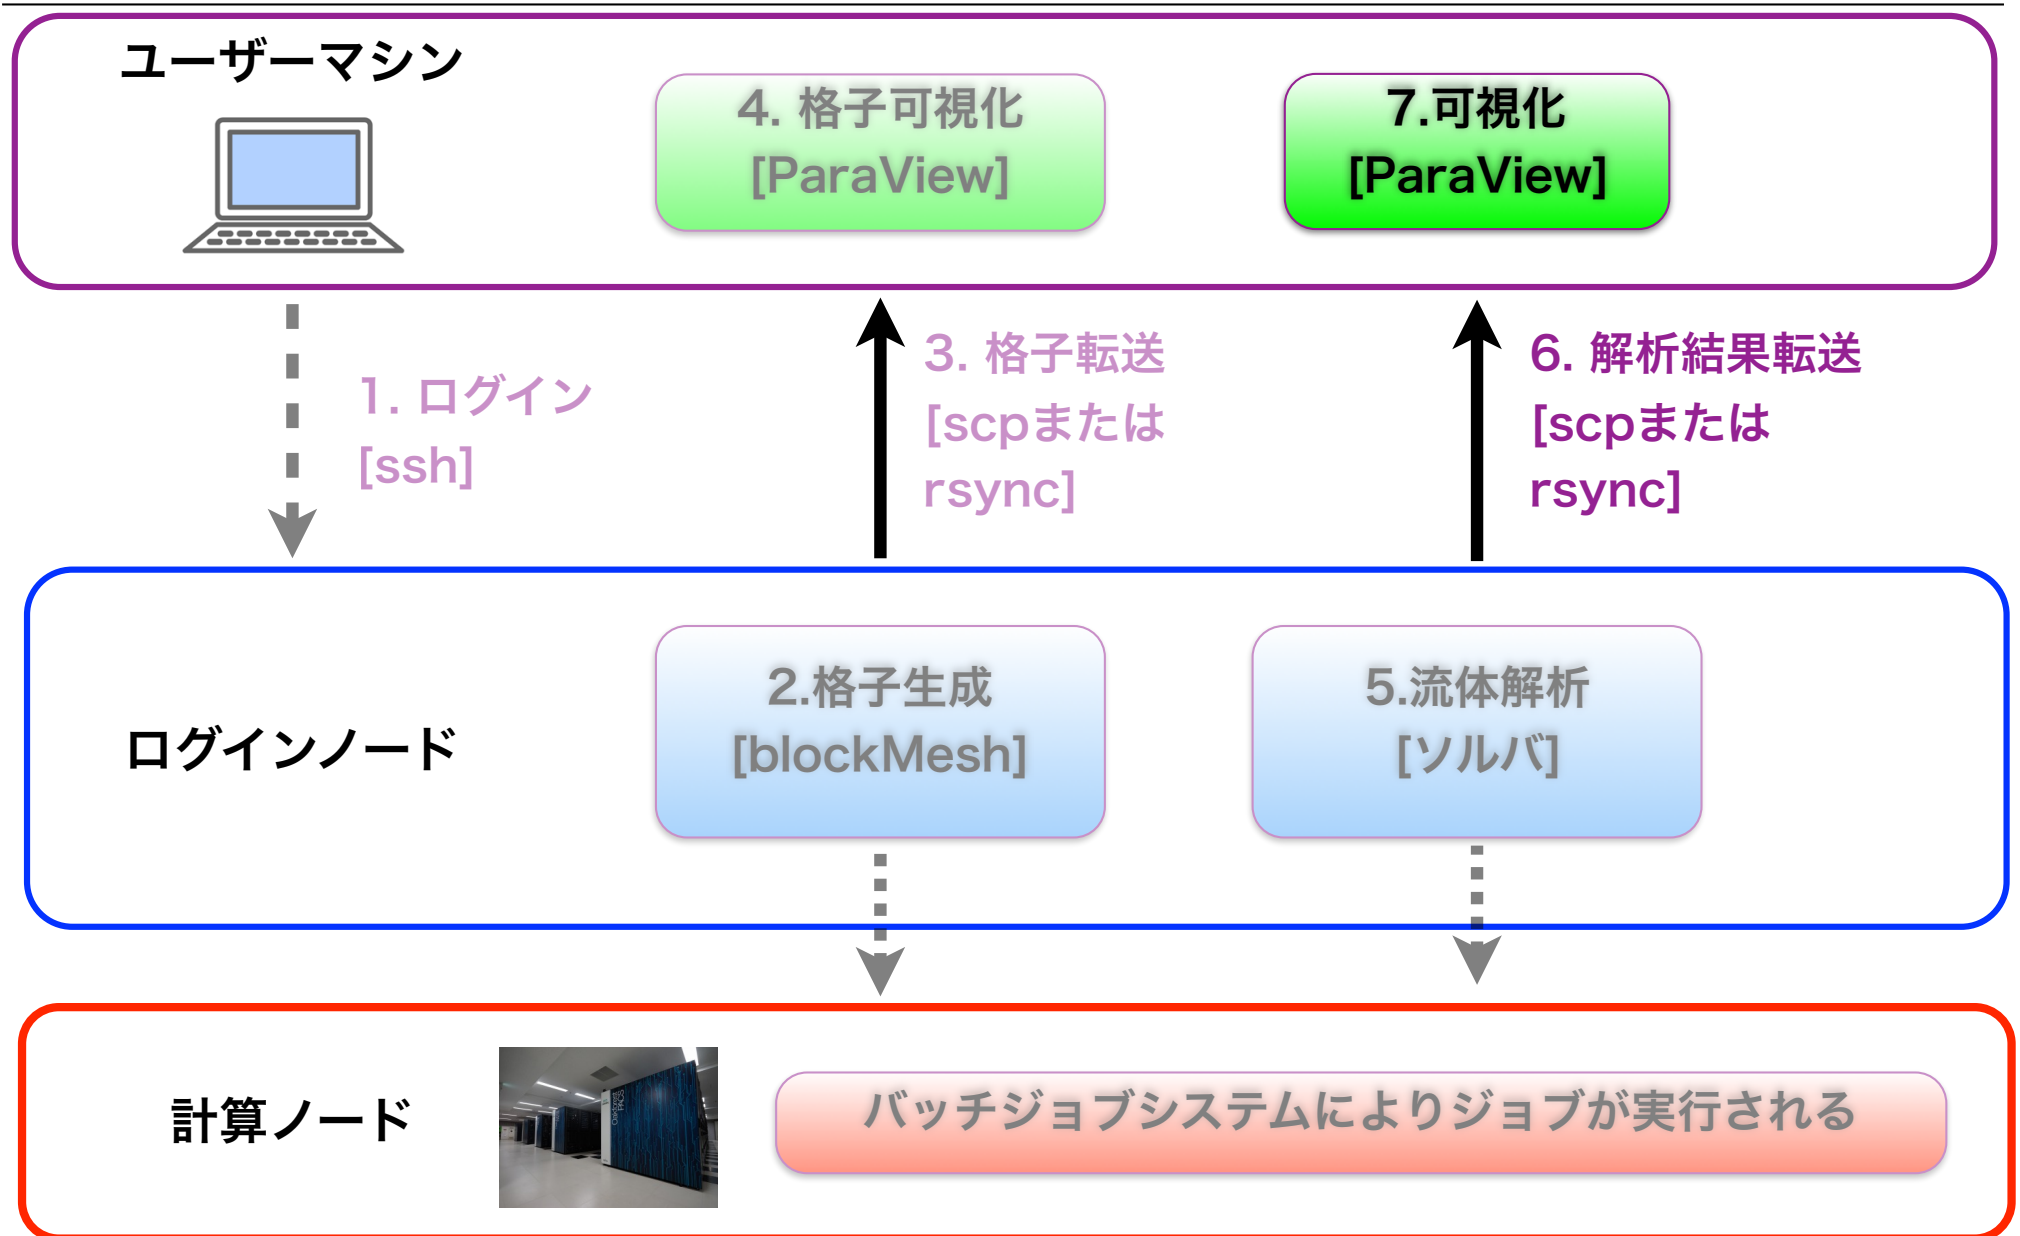 ユーザーマシン
4. 格子可視化
[ParaView]
7.可視化
[ParaView]
1. ログイン
[ssh]
3. 格子転送
[scpまたは
rsync]
6. 解析結果転送
[scpまたは
rsync]
ログインノード
2.格子生成
[blockMesh]
5.流体解析
[ソルバ]
計算ノード
Oakforest
PACS
バッチジョブシステムによりジョブが実行される